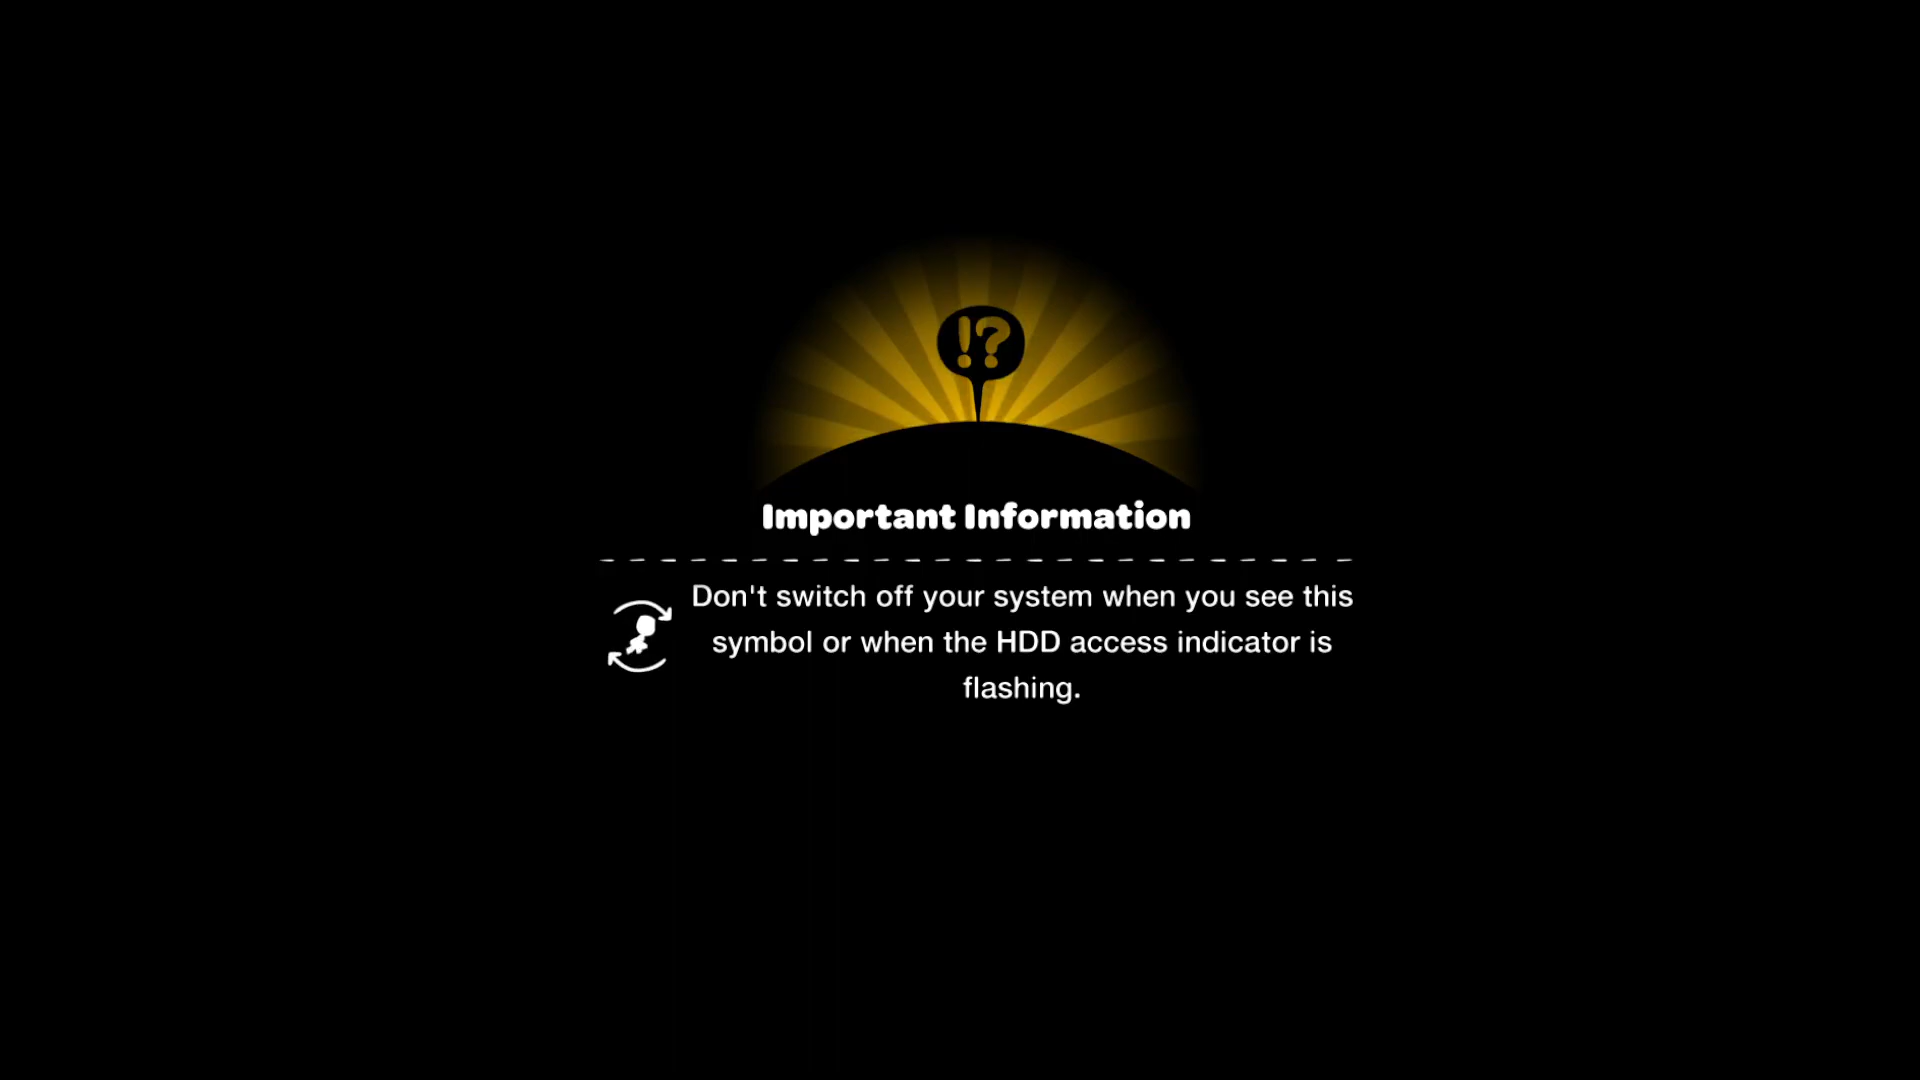 !?
Important Information
Don't switch off your system when you see this
symbol or when the HDD access indicator is
flashing.